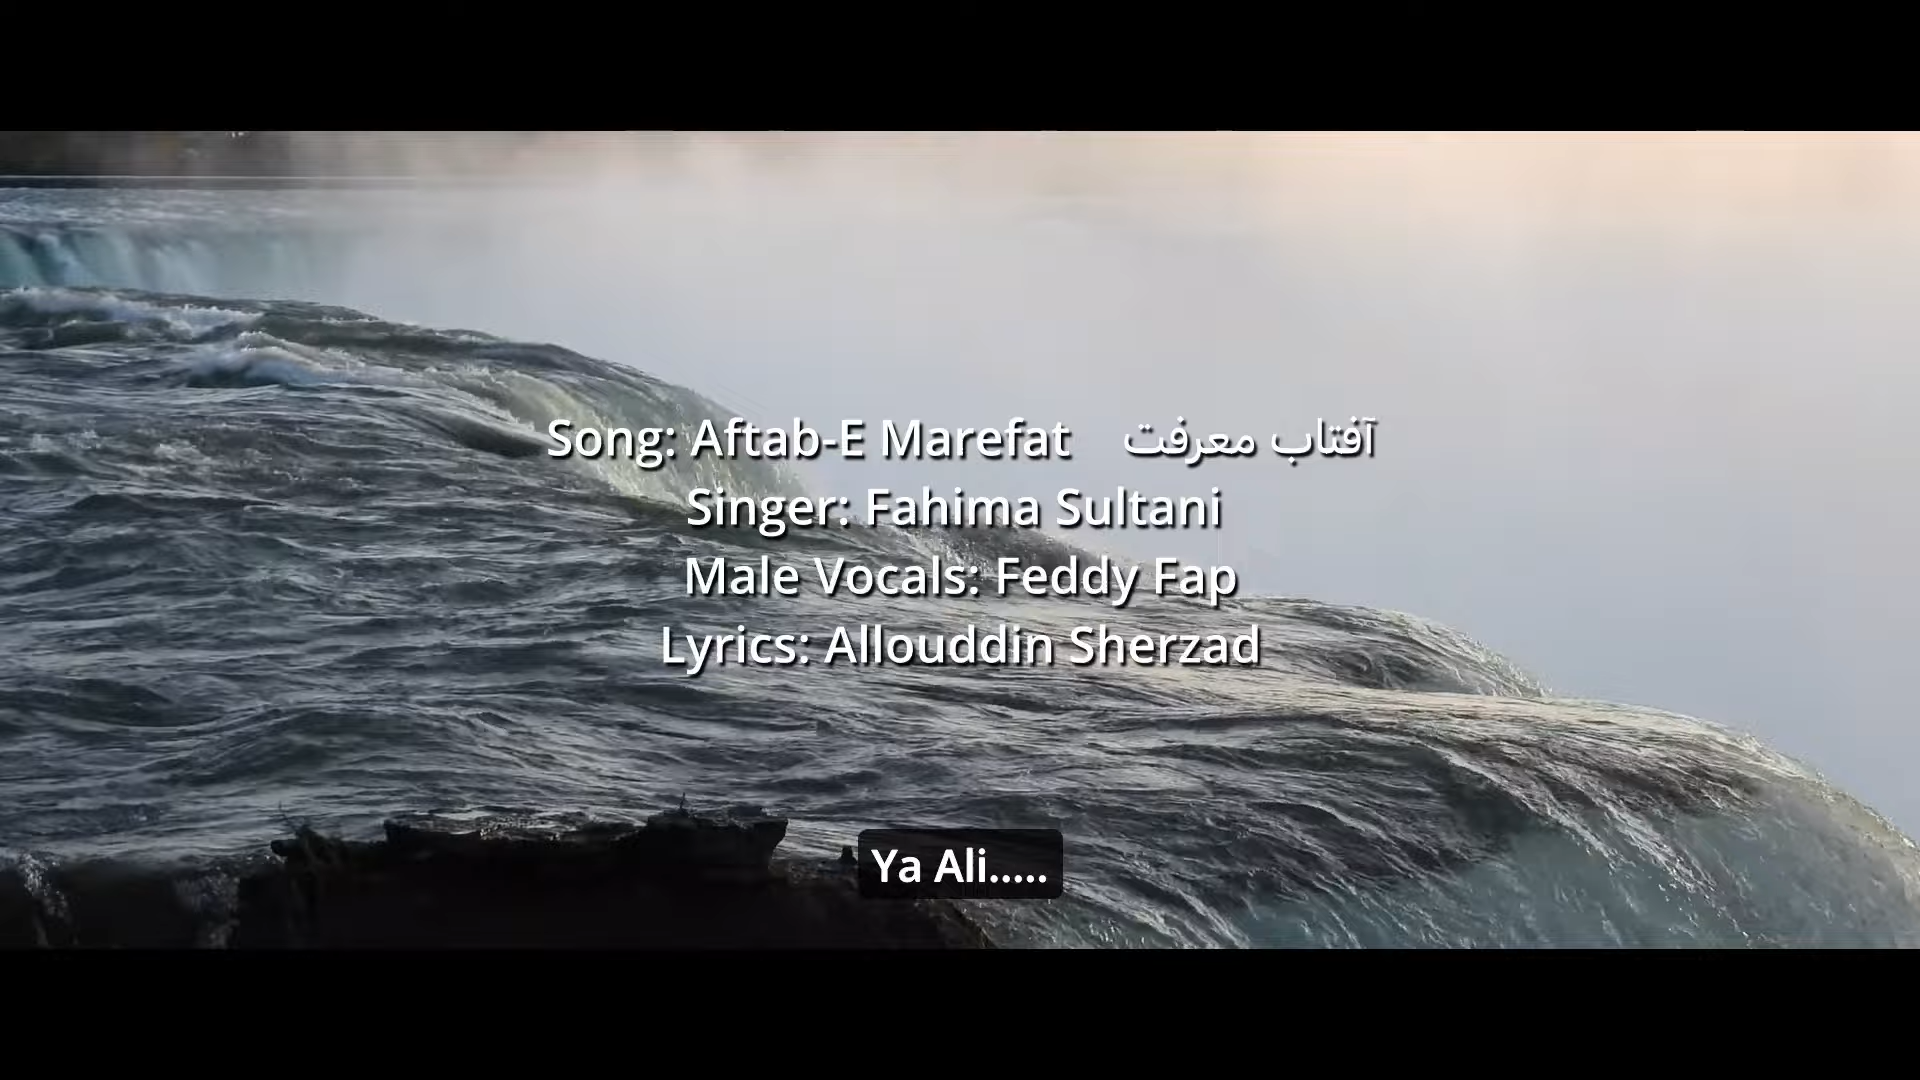 Song: Aftab-E Marefat آفتاب معرفت
Singer: Fahima Sultani
Male Vocals: Feddy Fap
Lyrics: Allouddin Sherzad
Ya Ali.....